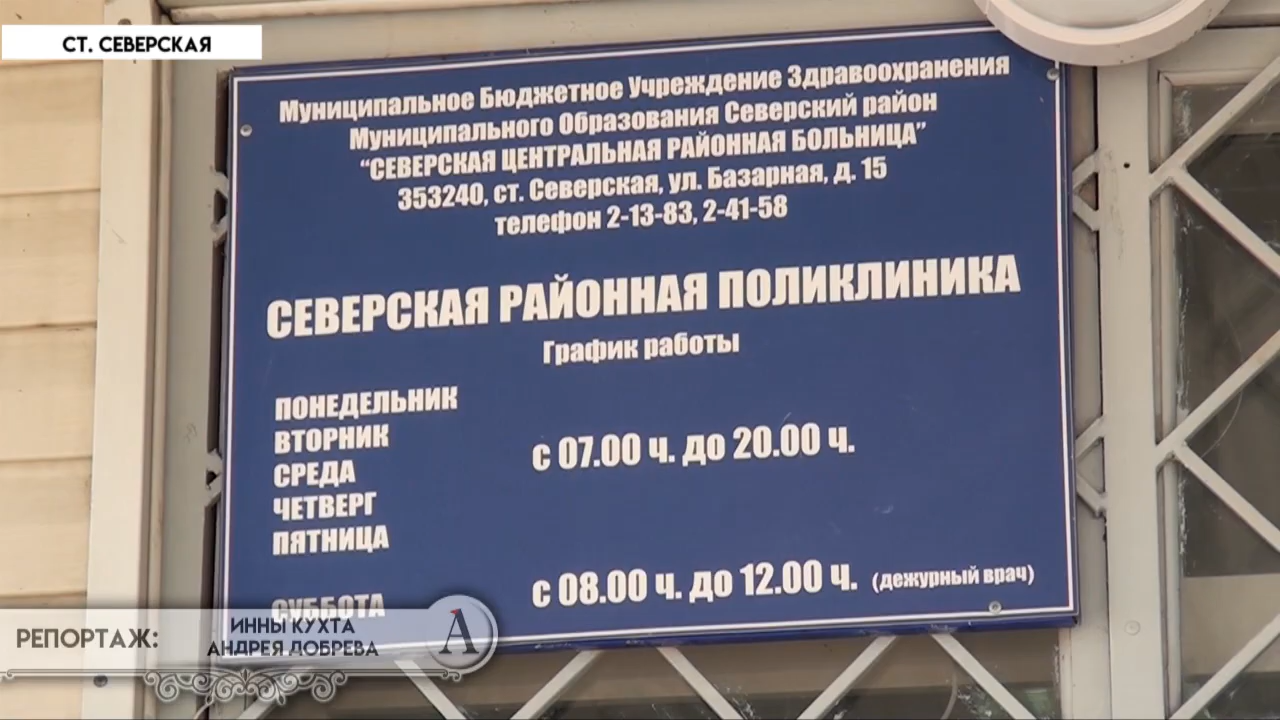 СТ. СЕВЕРСКАЯ
Муниципальное Бюджетное Учреждение Здравоохранения
Муниципального Образования Северский район
“СЕВЕРСКАЯ ЦЕНТРАЛЬНАЯ РАЙОННАЯ БОЛЬНИЦА”
353240, ст. Северская, ул. Базарная, д. 15
телефон 2-13-83, 2-41-58
СЕВЕРСКАЯ РАЙОННАЯ ПОЛИКЛИНИКА
График работы
ПОНЕДЕЛЬНИК
ВТОРНИК
СРЕДА
ЧЕТВЕРГ
ПЯТНИЦА
с 07.00 ч. до 20.00 ч.
СУББОТА
с 08.00 ч. до 12.00 ч. (дежурный врач)
РЕПОРТАЖ:
ИННЫ КУХТА
АНДРЕЯ ДОБРЕВА
А